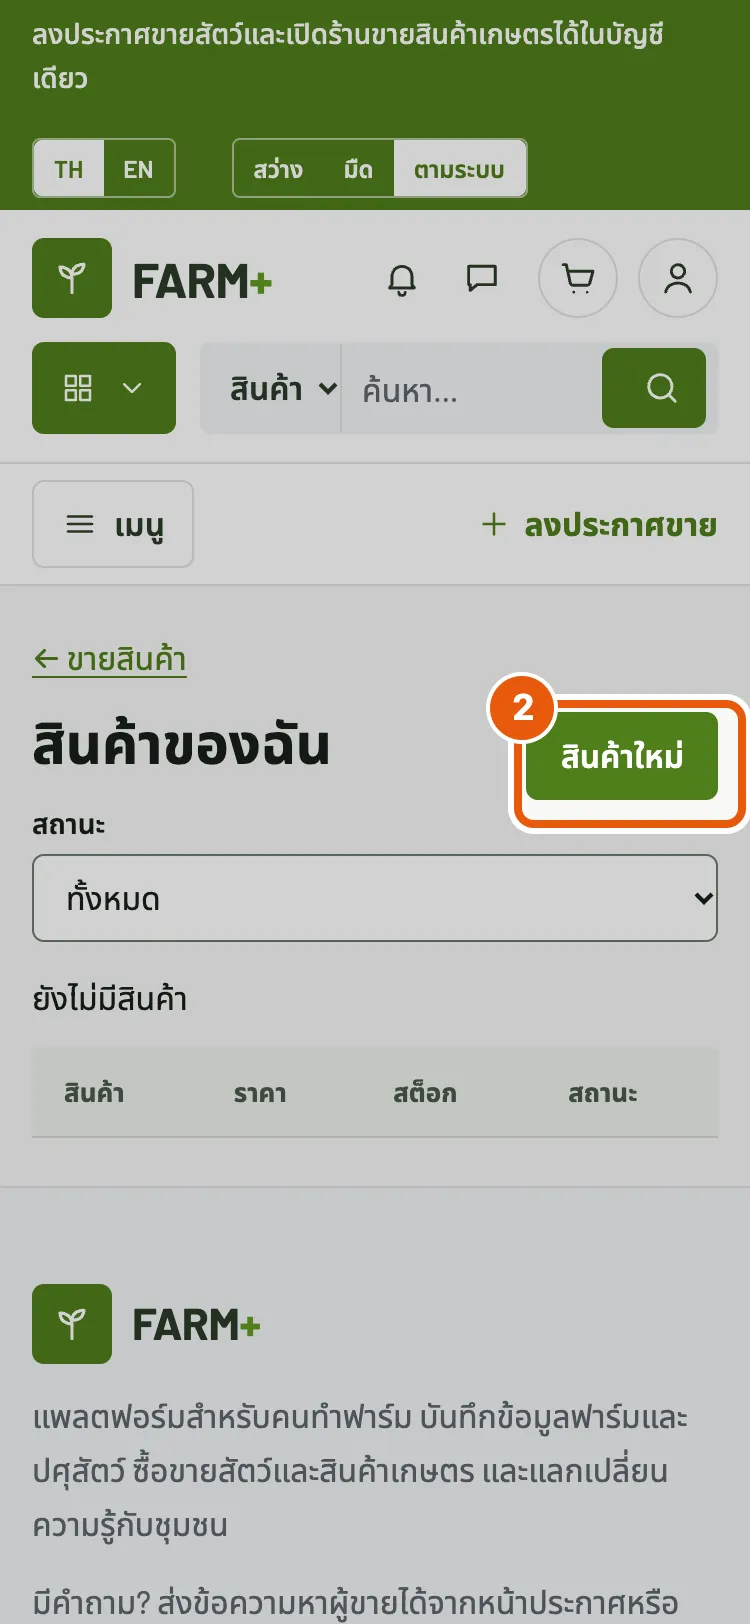 ลงประกาศขายสัตว์และเปิดร้านขายสินค้าเกษตรได้ในบัญชี
เดียว
TH EN สว่าง มืด ตามระบบ
FARM+
สินค้า ค้นหา...
เมนู + ลงประกาศขาย
← ขายสินค้า
2
สินค้าของฉัน สินค้าใหม่
สถานะ
ทั้งหมด
ยังไม่มีสินค้า
สินค้า ราคา สต็อก สถานะ
FARM+
แพลตฟอร์มสำหรับคนทำฟาร์ม บันทึกข้อมูลฟาร์มและ
ปศุสัตว์ ซื้อขายสัตว์และสินค้าเกษตร และแลกเปลี่ยน
ความรู้กับชุมชน
มีคำถาม? ส่งข้อความหาผู้ขายได้จากหน้าประกาศหรือ